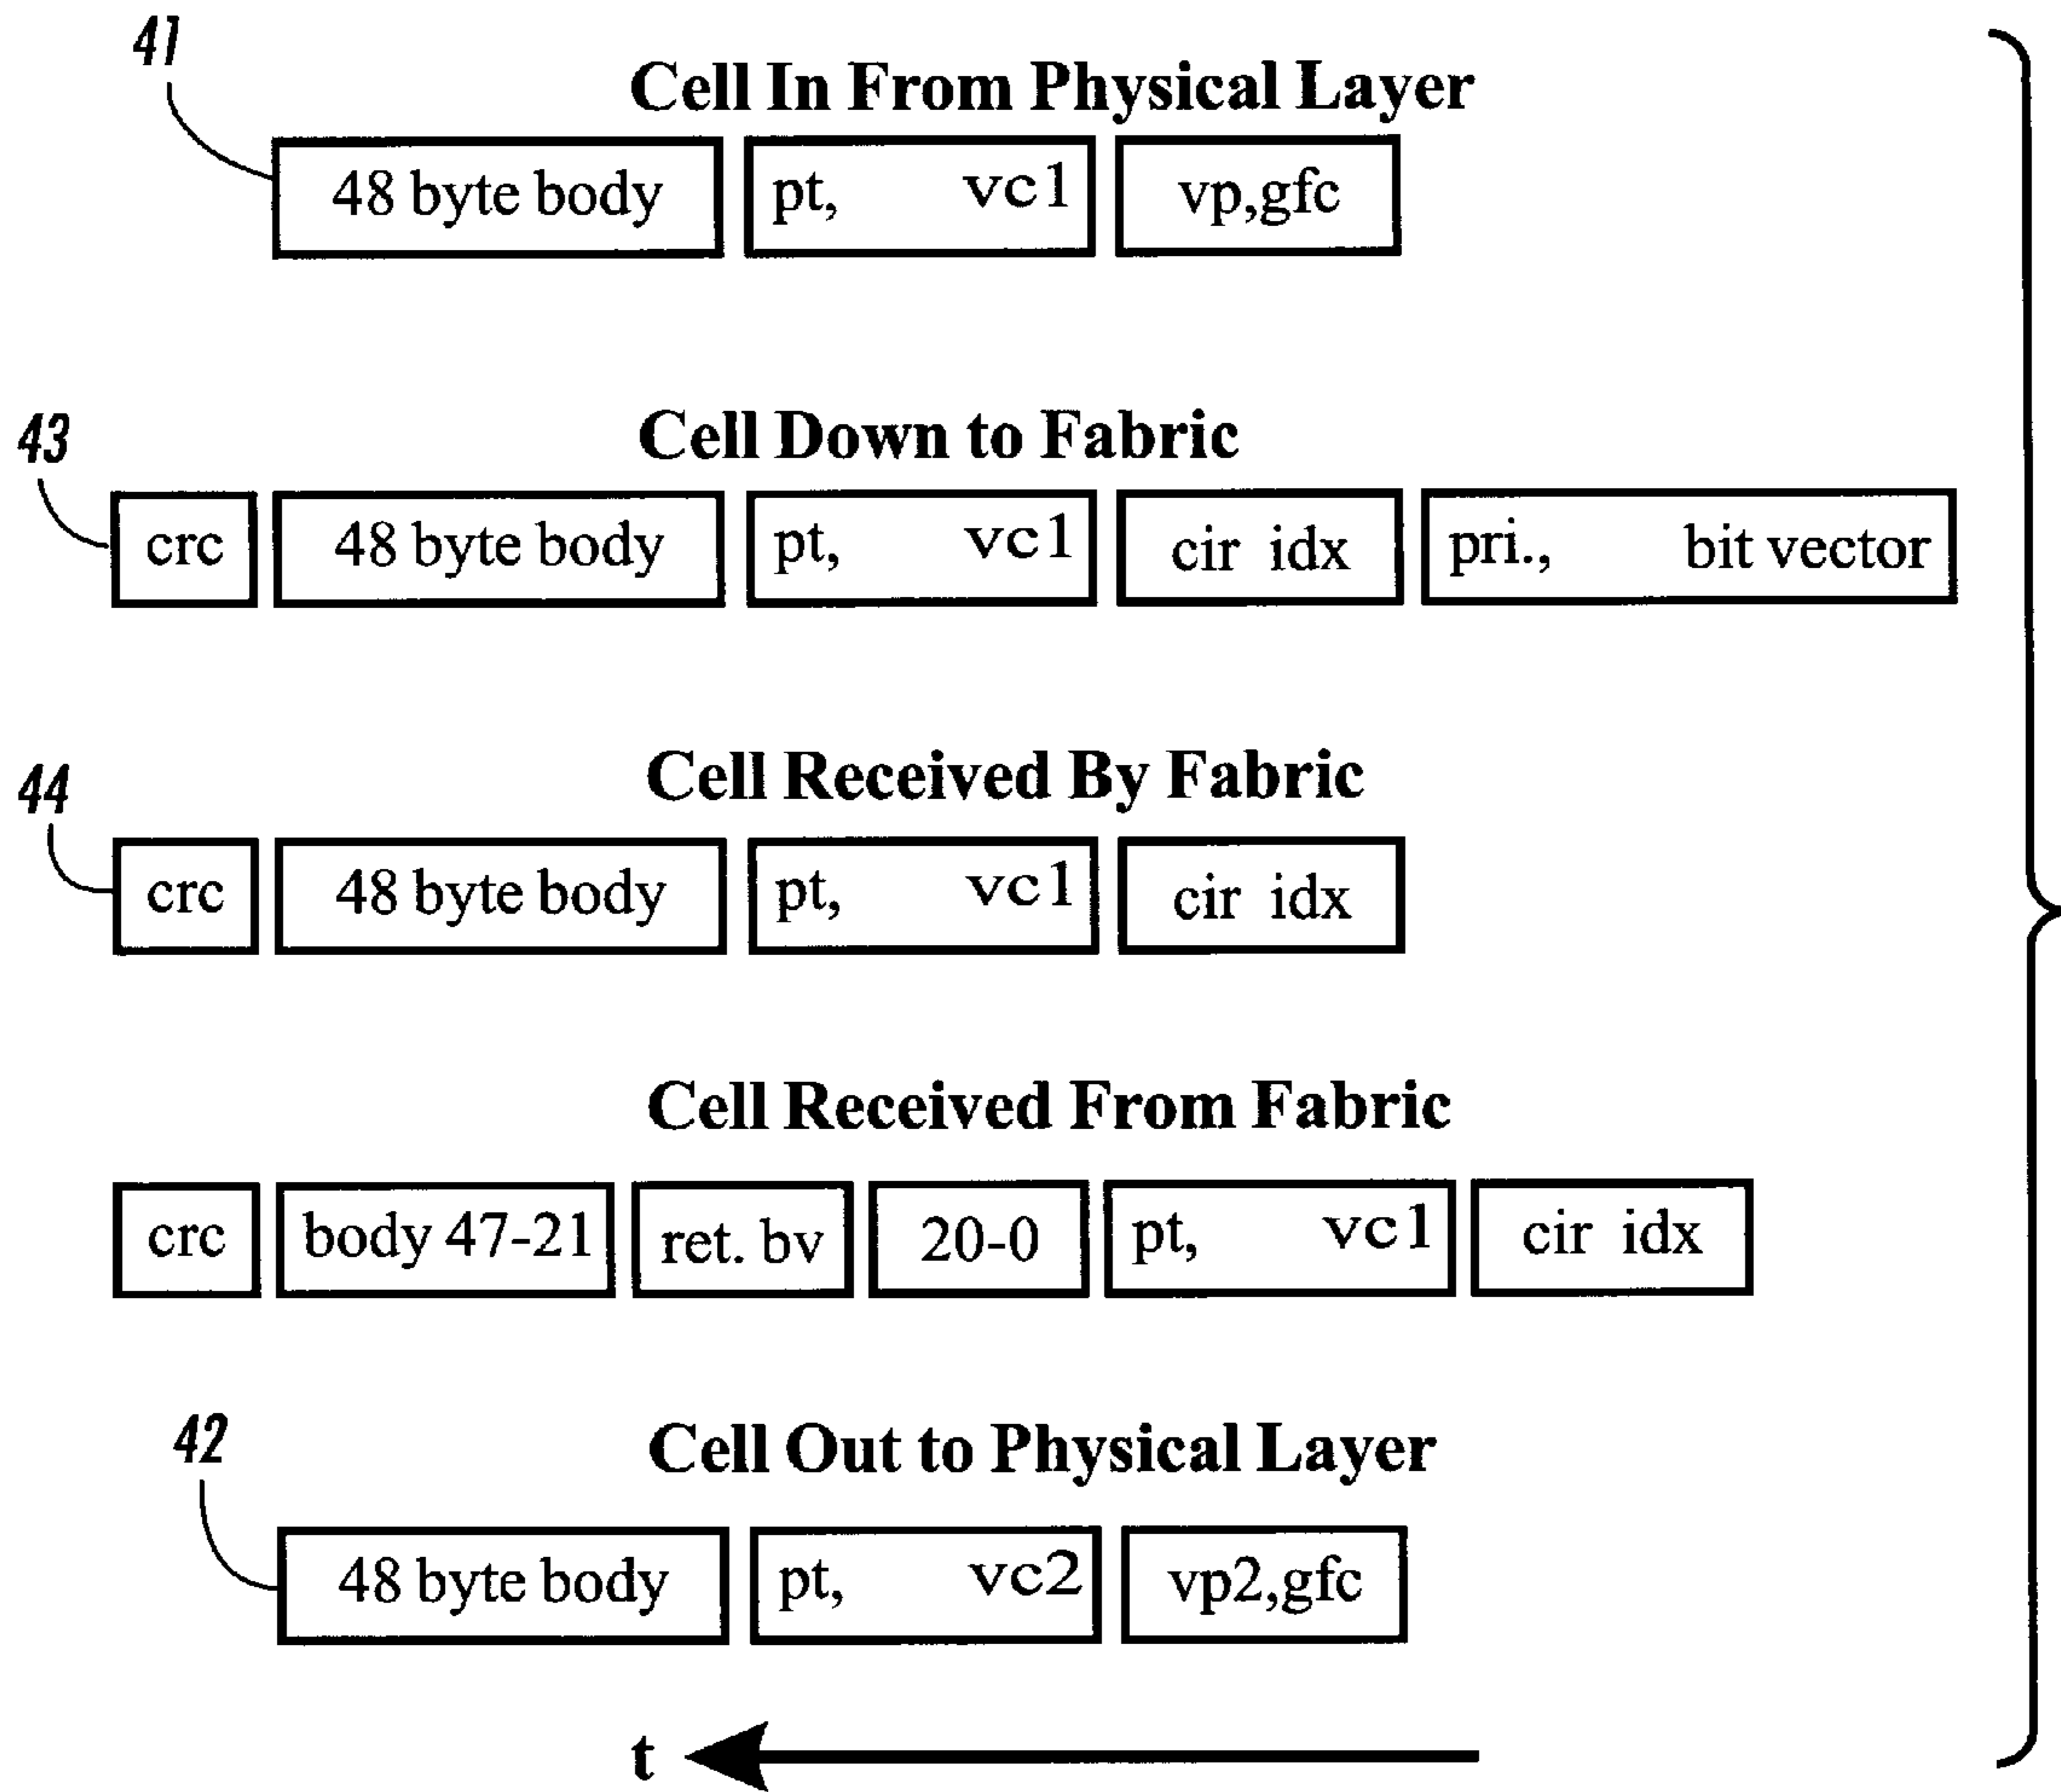 41
Cell In From Physical Layer
48 byte body pt, vc1 vp,gfc
43
Cell Down to Fabric
crc 48 byte body pt, vc1 cir idx pri., bit vector
44
Cell Received By Fabric
crc 48 byte body pt, vc1 cir idx
Cell Received From Fabric
crc body 47-21 ret. bv 20-0 pt, vc1 cir idx
42
Cell Out to Physical Layer
48 byte body pt, vc2 vp2,gfc
t